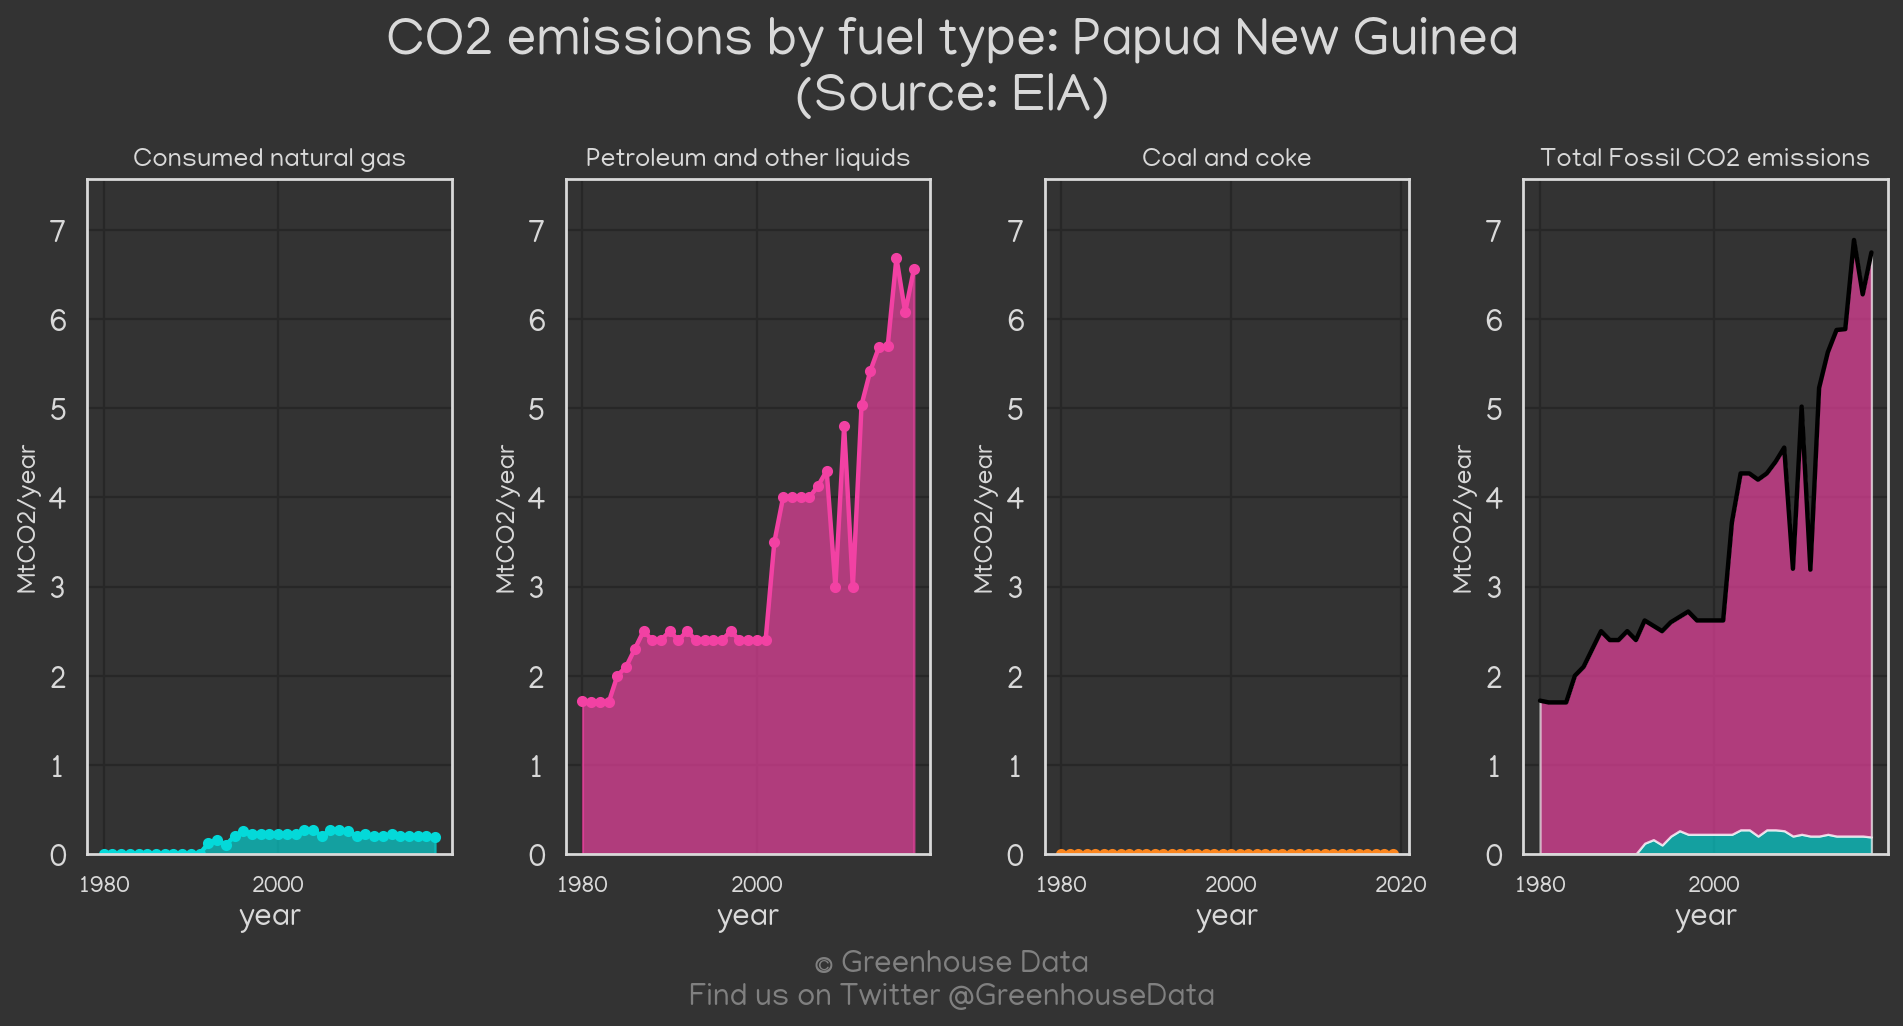 CO2 emissions by fuel type: Papua New Guinea
(Source: EIA)
Consumed natural gas
7
6
5
4
3
2
1
0
MtCO2/year
1980 2000
year
Petroleum and other liquids
7
6
5
4
3
2
1
0
MtCO2/year
1980 2000
year
Coal and coke
7
6
5
4
3
2
1
0
MtCO2/year
1980 2000 2020
year
Total Fossil CO2 emissions
7
6
5
4
3
2
1
0
MtCO2/year
1980 2000
year
© Greenhouse Data
Find us on Twitter @GreenhouseData